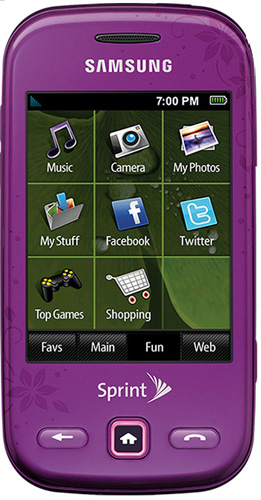 SAMSUNG
7:00 PM
Music Camera My Photos
My Stuff Facebook Twitter
Top Games Shopping
Favs Main Fun Web
Sprint